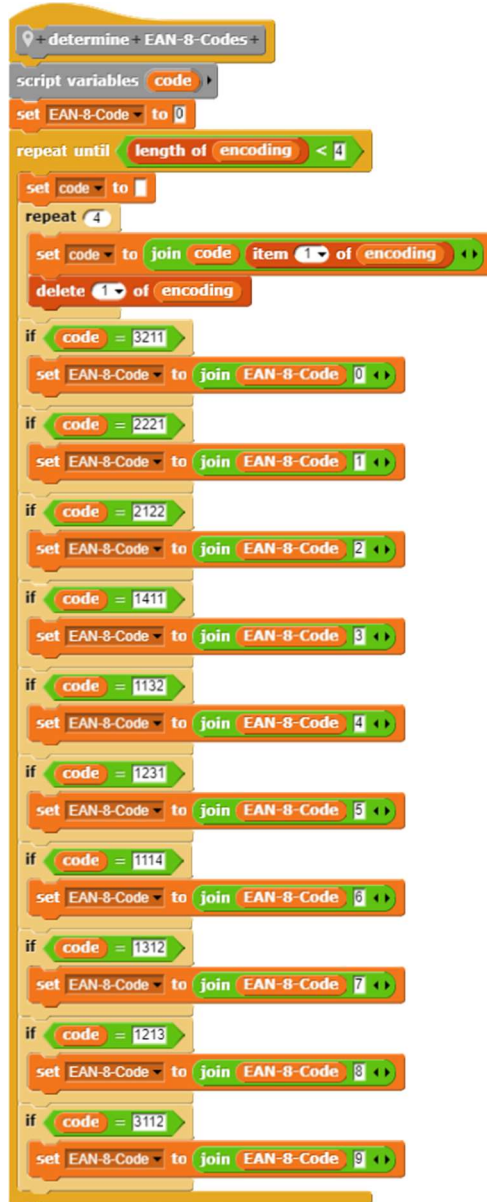 + determine + EAN-8-Codes +
script variables code
set EAN-8-Code to 0
repeat until length of encoding < 4
set code to
repeat 4
set code to join code item 1 of encoding
delete 1 of encoding
if code = 3211
set EAN-8-Code to join EAN-8-Code 0
if code = 2221
set EAN-8-Code to join EAN-8-Code 1
if code = 2122
set EAN-8-Code to join EAN-8-Code 2
if code = 1411
set EAN-8-Code to join EAN-8-Code 3
if code = 1132
set EAN-8-Code to join EAN-8-Code 4
if code = 1231
set EAN-8-Code to join EAN-8-Code 5
if code = 1114
set EAN-8-Code to join EAN-8-Code 6
if code = 1312
set EAN-8-Code to join EAN-8-Code 7
if code = 1213
set EAN-8-Code to join EAN-8-Code 8
if code = 3112
set EAN-8-Code to join EAN-8-Code 9